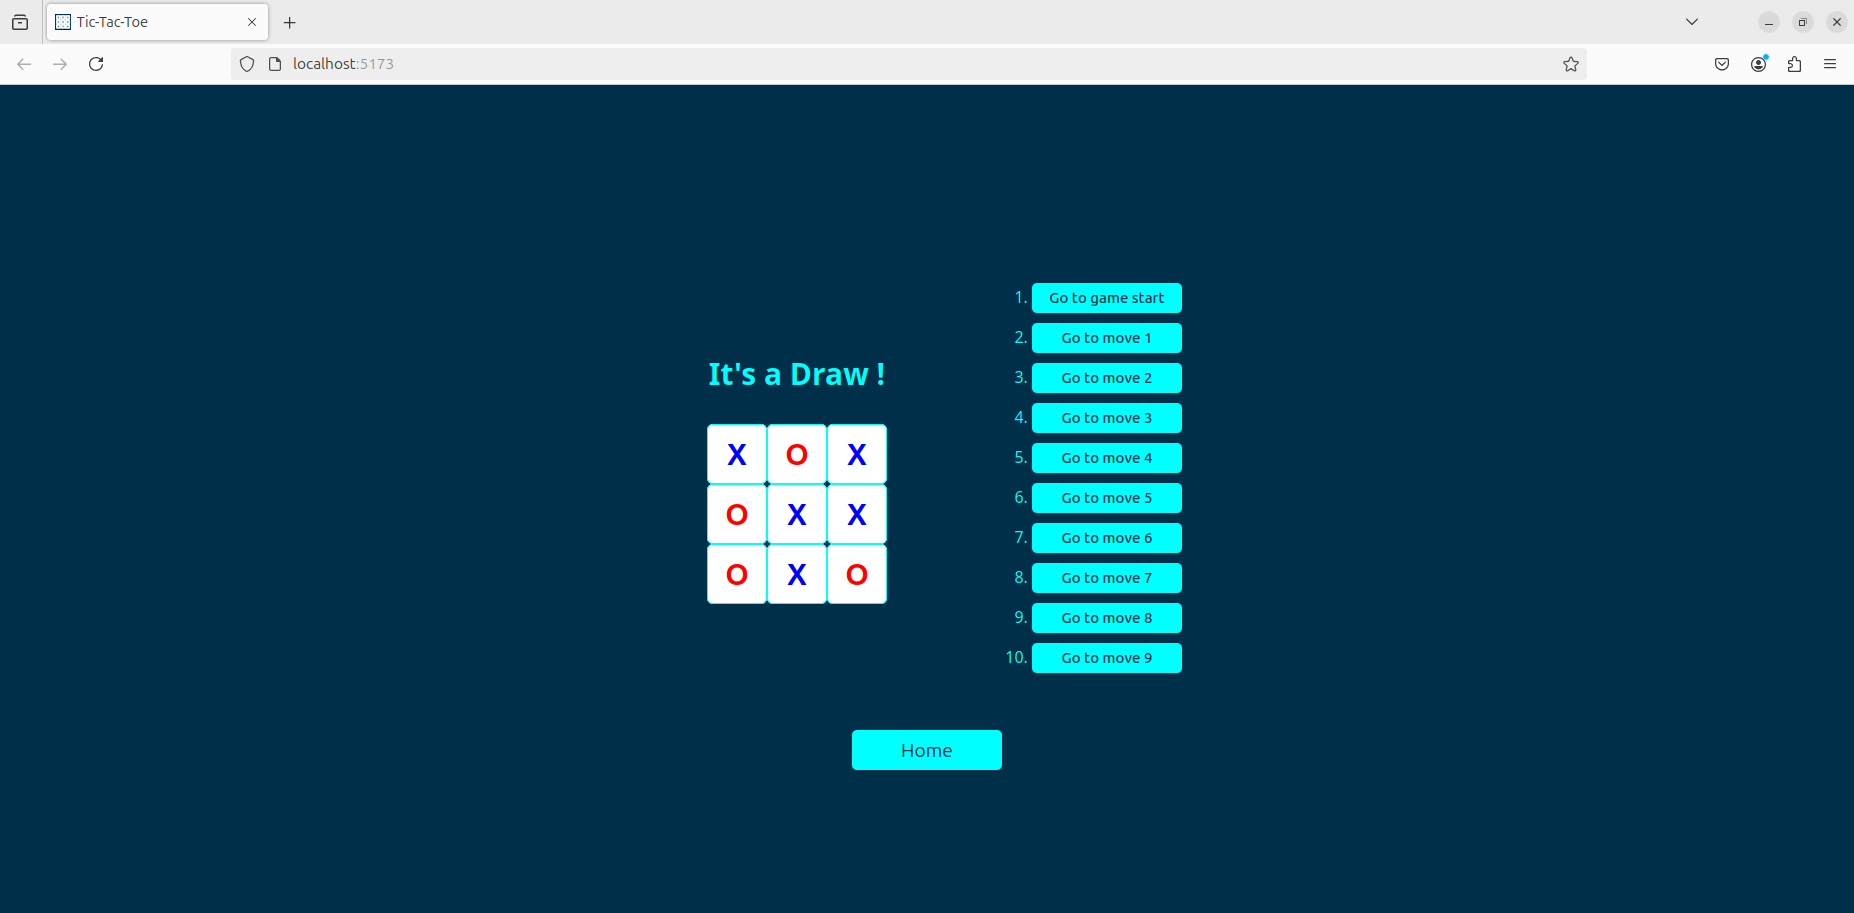 Tic-Tac-Toe
localhost:5173
It's a Draw !
X O X
O X X
O X O
1. Go to game start
2. Go to move 1
3. Go to move 2
4. Go to move 3
5. Go to move 4
6. Go to move 5
7. Go to move 6
8. Go to move 7
9. Go to move 8
10. Go to move 9
Home